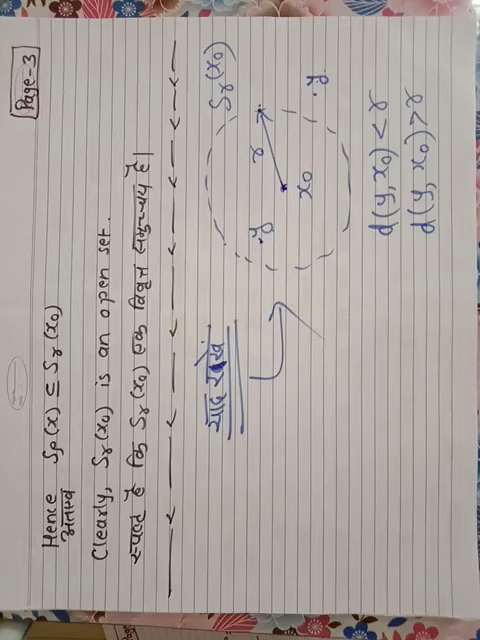 Page-3
Hence Sρ(x) ⊆ Sr(x₀)
अतएव
Clearly, Sr(x₀) is an open set.
स्पष्ट है कि Sr(x₀) एक विवृत समुच्चय है।
याद रखें
Sr(x₀)
.y
r
x₀
.y
d(y, x₀) < r
d(y, x₀) > r